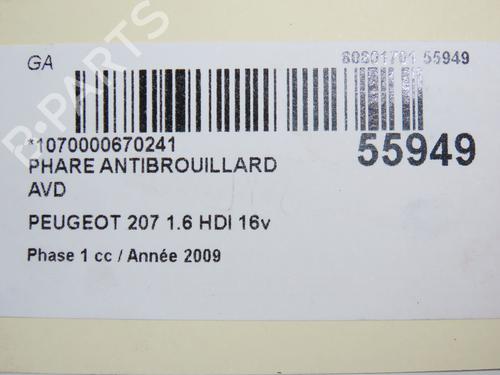 GA
80801701 55949
*1070000670241
55949
PHARE ANTIBROUILLARD
AVD
PEUGEOT 207 1.6 HDI 16v
Phase 1 cc / Année 2009
B-PARTS